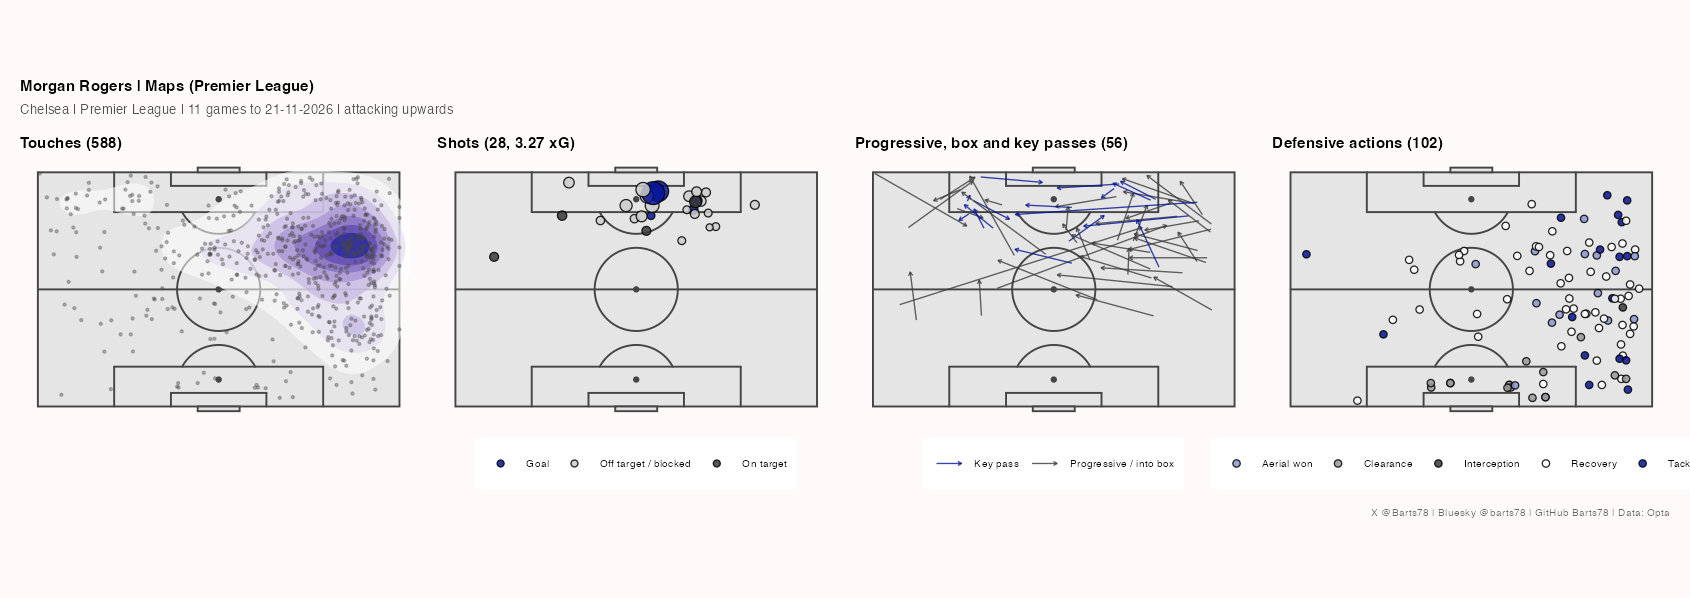 Morgan Rogers | Maps (Premier League)
Chelsea | Premier League | 11 games to 21-11-2026 | attacking upwards
Touches (588)
Shots (28, 3.27 xG)
Progressive, box and key passes (56)
Defensive actions (102)
Goal
Off target / blocked
On target
Key pass
Progressive / into box
Aerial won
Clearance
Interception
Recovery
Tack
X @Barts78 | Bluesky @barts78 | GitHub Barts78 | Data: Opta